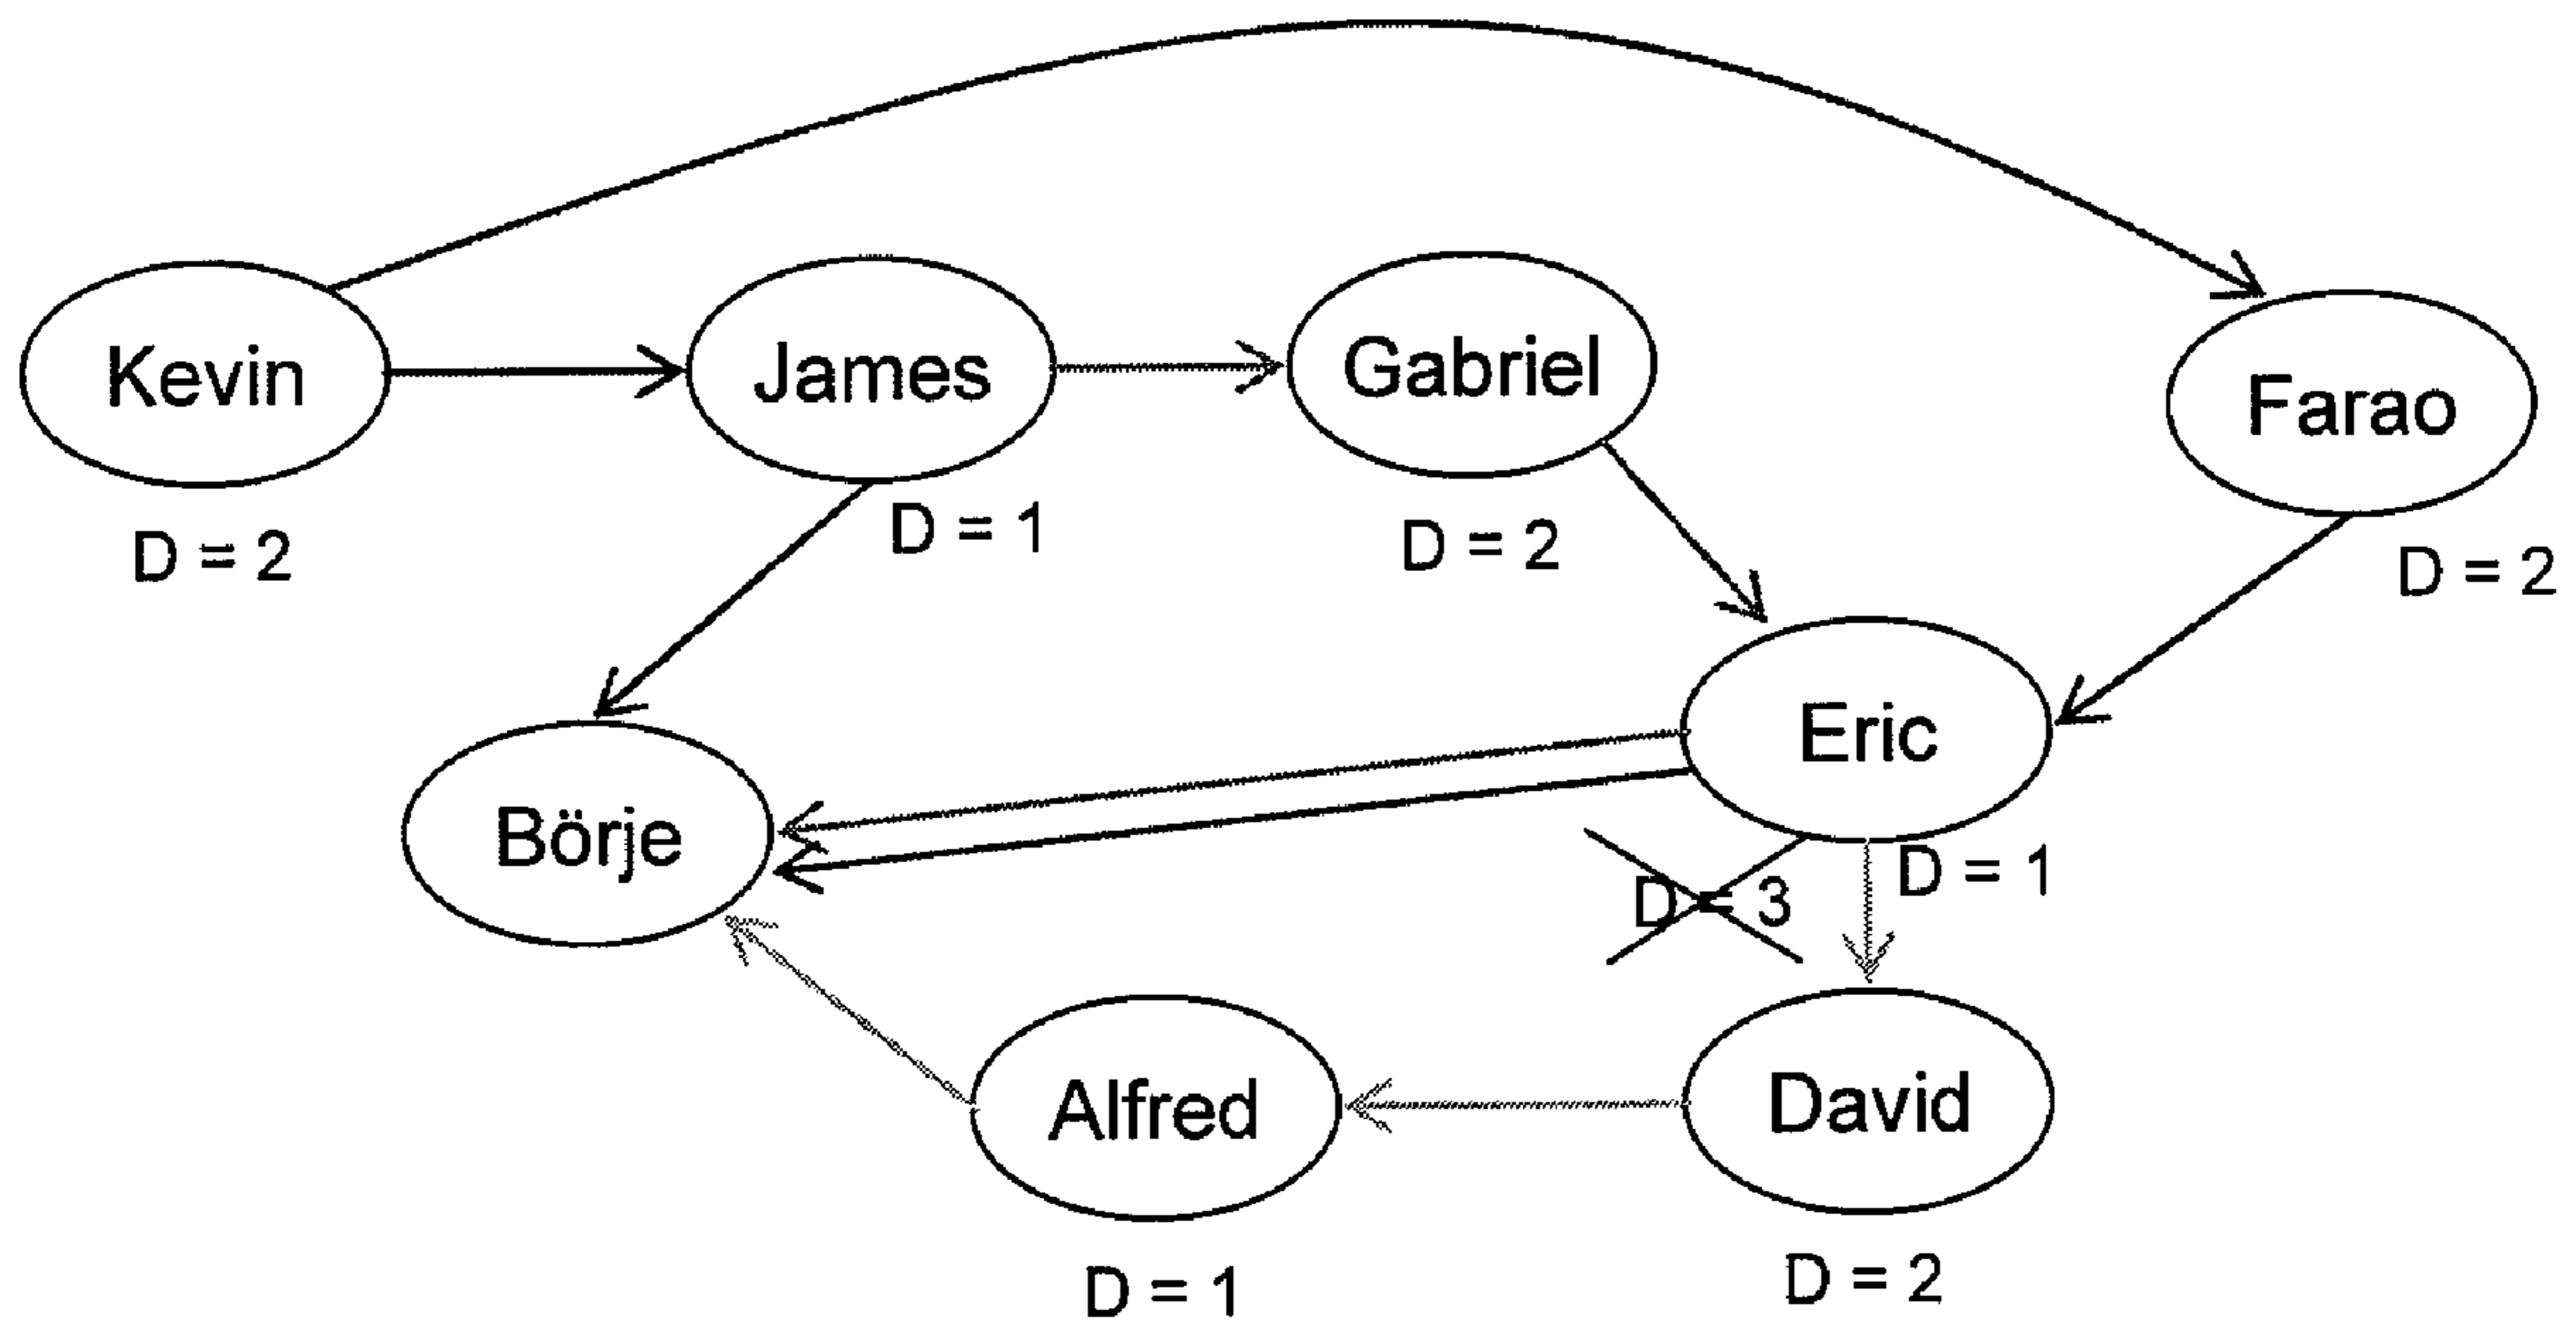 Kevin
James
Gabriel
Farao
D = 2
D = 1
D = 2
D = 2
Börje
Eric
D = 3
D = 1
Alfred
David
D = 1
D = 2